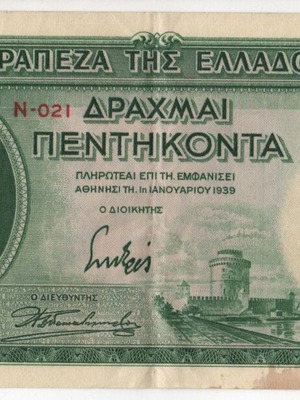 ΡΑΠΕΖΑ ΤΗΣ ΕΛΛΑΔΟ
N-021 ΔΡΑΧΜΑΙ
ΠΕΝΤΗΚΟΝΤΑ
ΠΛΗΡΩΤΕΑΙ ΕΠΙ ΤΗ, ΕΜΦΑΝΙΣΕΙ
ΑΘΗΝΗΣΙ ΤΗ, 1η ΙΑΝΟΥΑΡΙΟΥ 1939
Ο ΔΙΟΙΚΗΤΗΣ
Ο ΔΙΕΥΘΥΝΤΗΣ